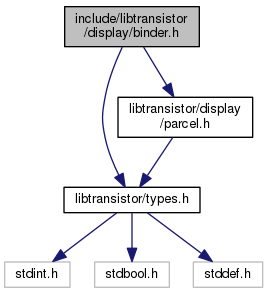 include/libtransistor
/display/binder.h
libtransistor/display
/parcel.h
libtransistor/types.h
stdint.h
stdbool.h
stddef.h